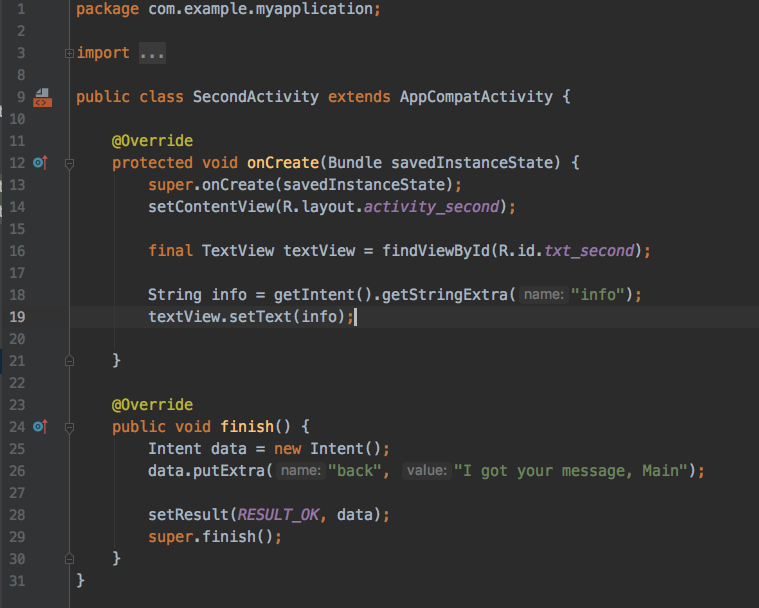 1 package com.example.myapplication;
2
3 import ...
8
9 public class SecondActivity extends AppCompatActivity {
10
11 @Override
12 protected void onCreate(Bundle savedInstanceState) {
13 super.onCreate(savedInstanceState);
14 setContentView(R.layout.activity_second);
15
16 final TextView textView = findViewById(R.id.txt_second);
17
18 String info = getIntent().getStringExtra( name: "info");
19 textView.setText(info);
20
21 }
22
23 @Override
24 public void finish() {
25 Intent data = new Intent();
26 data.putExtra( name: "back", value: "I got your message, Main");
27
28 setResult(RESULT_OK, data);
29 super.finish();
30 }
31 }